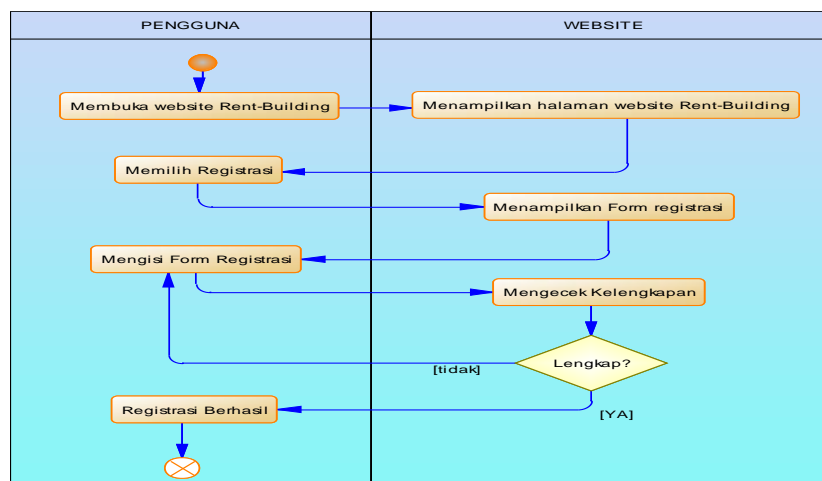 PENGGUNA
WEBSITE
Membuka website Rent-Building
Menampilkan halaman website Rent-Building
Memilih Registrasi
Menampilkan Form registrasi
Mengisi Form Registrasi
Mengecek Kelengkapan
Lengkap?
[tidak]
Registrasi Berhasil
[YA]